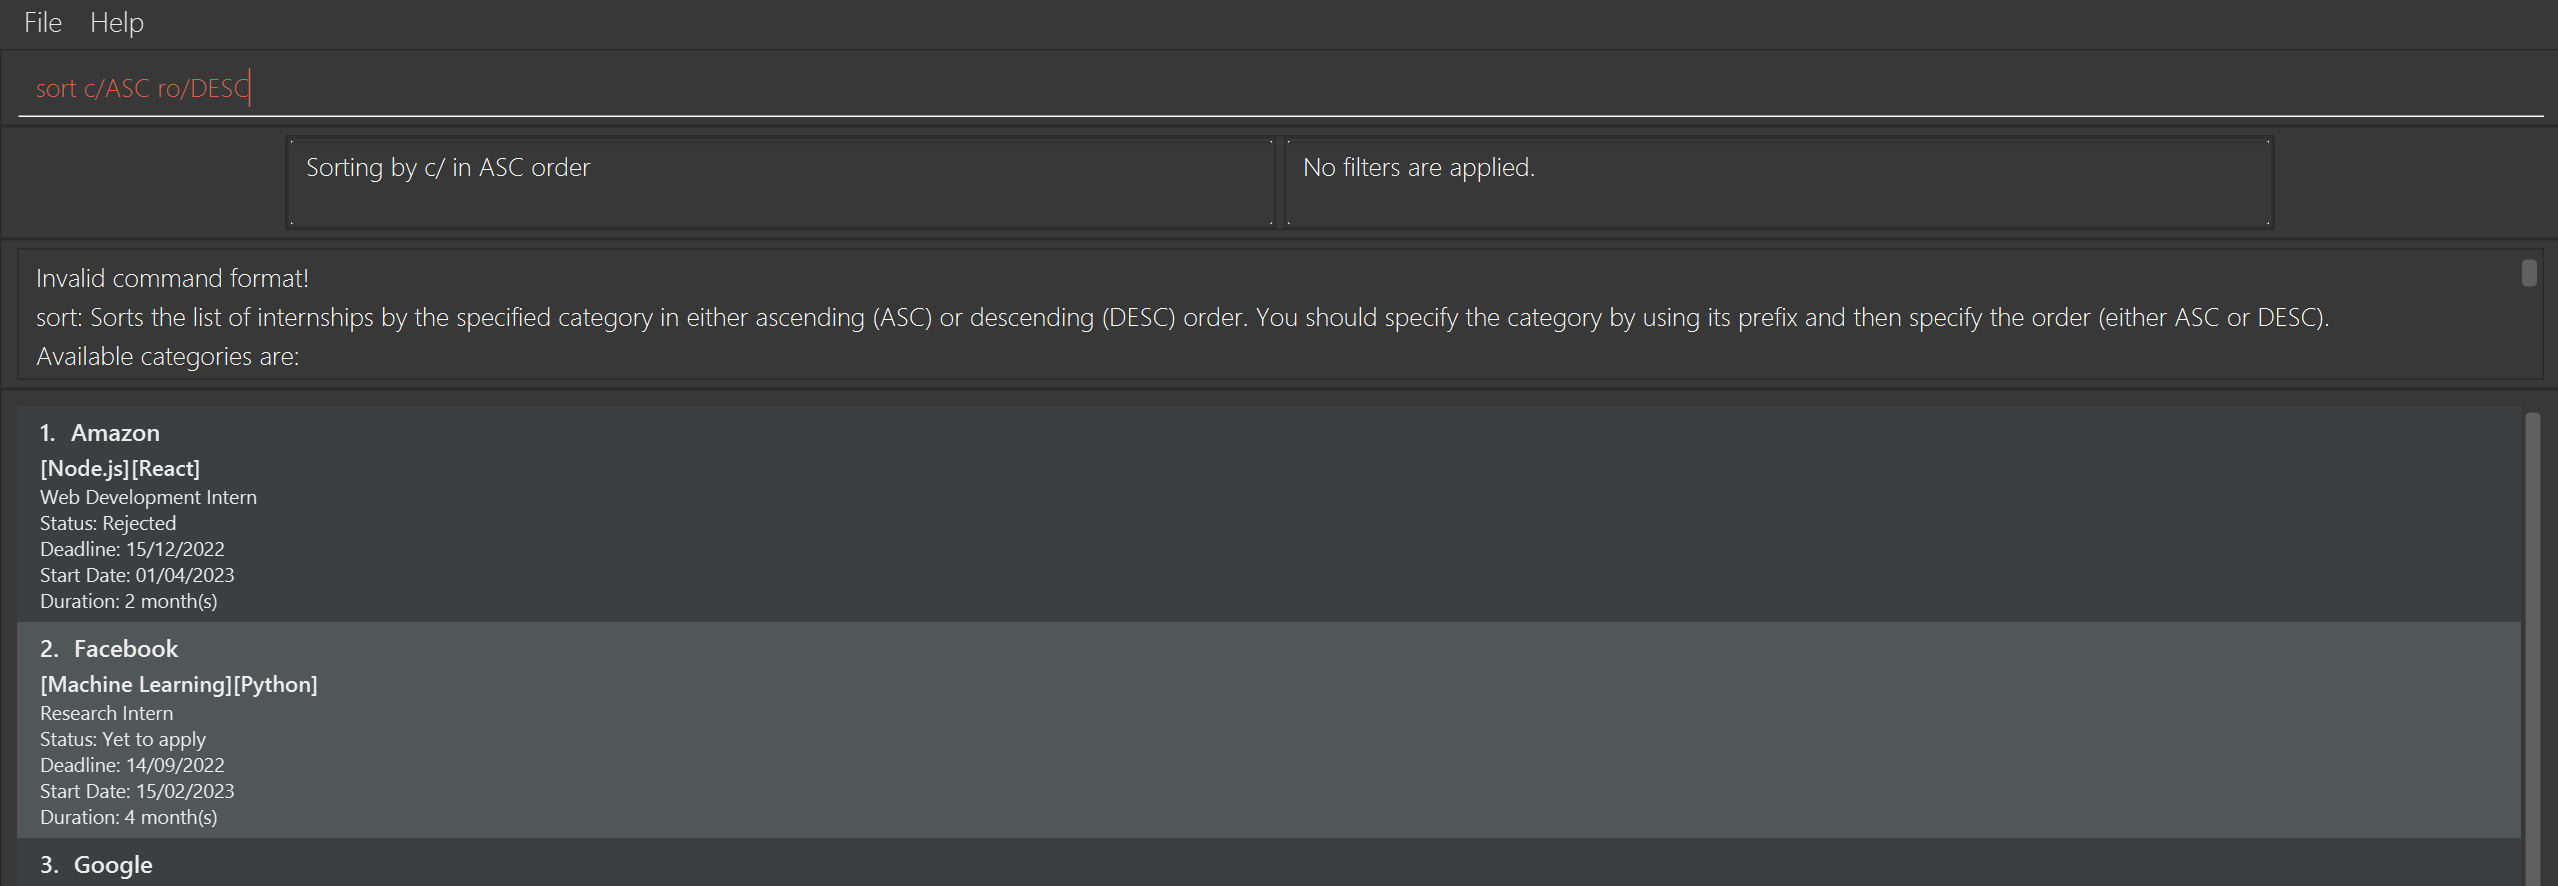 File Help
sort c/ASC ro/DESC
Sorting by c/ in ASC order
No filters are applied.
Invalid command format!
sort: Sorts the list of internships by the specified category in either ascending (ASC) or descending (DESC) order. You should specify the category by using its prefix and then specify the order (either ASC or DESC).
Available categories are:
1. Amazon
[Node.js][React]
Web Development Intern
Status: Rejected
Deadline: 15/12/2022
Start Date: 01/04/2023
Duration: 2 month(s)
2. Facebook
[Machine Learning][Python]
Research Intern
Status: Yet to apply
Deadline: 14/09/2022
Start Date: 15/02/2023
Duration: 4 month(s)
3. Google